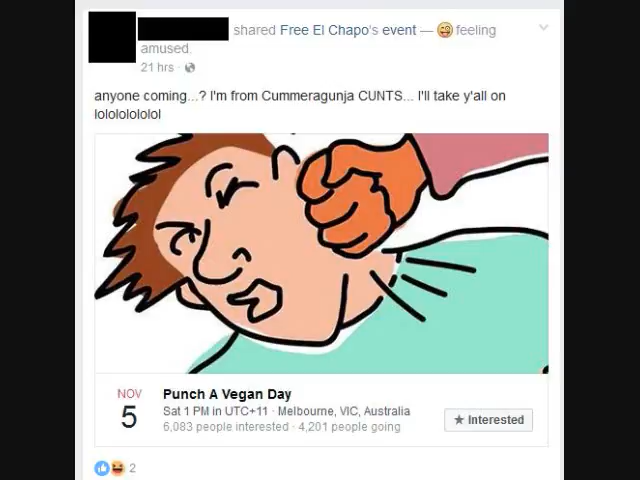 shared Free El Chapo's event — feeling
amused.
21 hrs ·
anyone coming...? I'm from Cummeragunja CUNTS... I'll take y'all on
lolololololol
NOV
5
Punch A Vegan Day
Sat 1 PM in UTC+11 · Melbourne, VIC, Australia
6,083 people interested · 4,201 people going
★ Interested
2